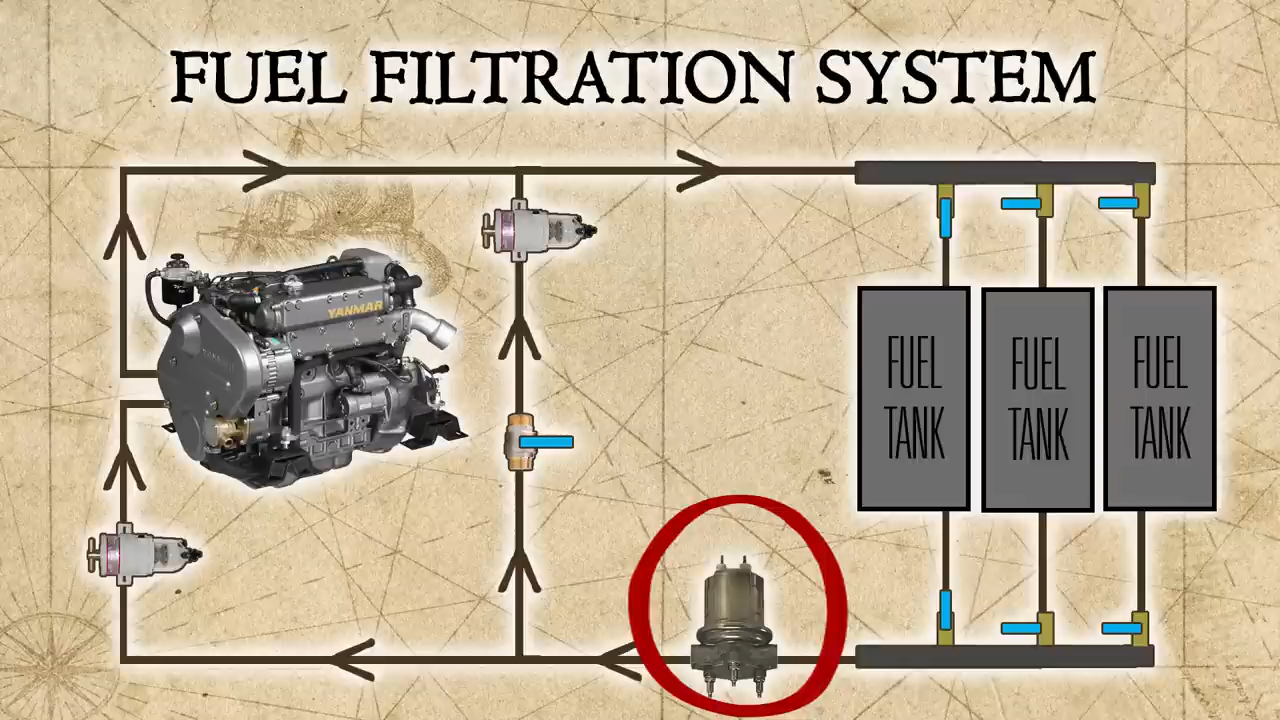 FUEL FILTRATION SYSTEM
YANMAR
FUEL
TANK
FUEL
TANK
FUEL
TANK